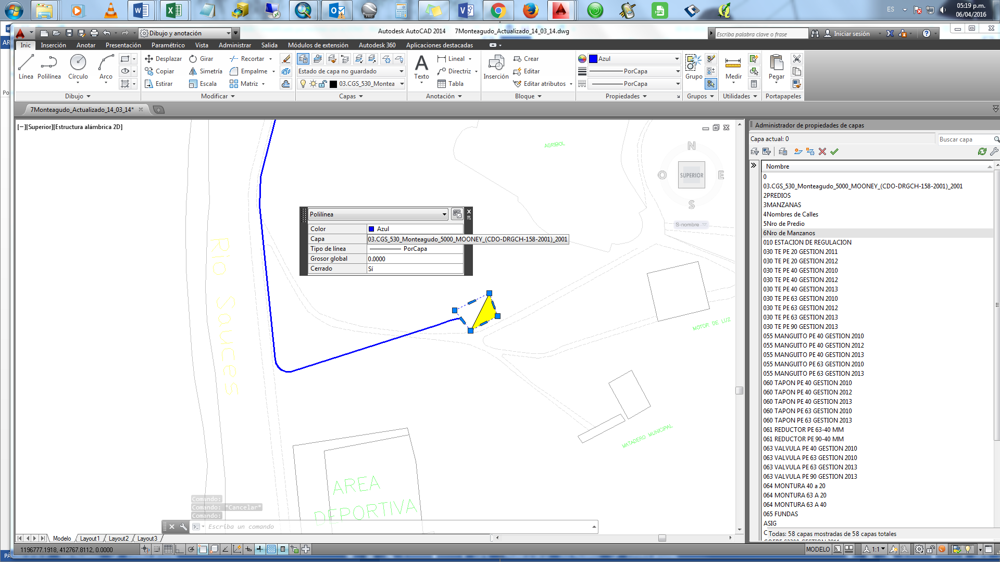 ES
05:19 p.m.
06/04/2016
Dibujo y anotación
Autodesk AutoCAD 2014 7Monteagudo_Actualizado_14_03_14.dwg
Escriba palabra clave o frase
Iniciar sesión
Inic Inserción Anotar Presentación Paramétrico Vista Administrar Salida Módulos de extensión Autodesk 360 Aplicaciones destacadas
Línea Polilínea Círculo Arco
Desplazar Girar Recortar
Copiar Simetría Empalme
Estirar Escala Matriz
Estado de capa no guardado
03.CGS_530_Montea
Texto
Lineal
Directriz
Tabla
Inserción
Crear
Editar
Editar atributos
Azul
PorCapa
PorCapa
Grupo
Medir
Pegar
Dibujo Modificar Capas Anotación Bloque Propiedades Grupos Utilidades Portapapeles
7Monteagudo_Actualizado_14_03_14*
[−][Superior][Estructura alámbrica 2D]
AGRIBOL
N
O SUPERIOR E
S
S-nombre
Polilínea
Color Azul
Capa 03.CGS_530_Monteagudo_5000_MOONEY_(CDO-DRGCH-158-2001)_2001
Tipo de línea PorCapa
Grosor global 0.0000
Cerrado Sí
Rio Sauces
MOTOR DE LUZ
MATADERO MUNICIPAL
AREA
DEPORTIVA
Comando:
Comando: *Cancelar*
Comando:
Escriba un comando
Modelo Layout1 Layout2 Layout3
1196777.1918, 412767.8112, 0.0000
MODELO
1:1
Administrador de propiedades de capas
Capa actual: 0
Buscar capa
Nombre
0
03.CGS_530_Monteagudo_5000_MOONEY_(CDO-DRGCH-158-2001)_2001
2PREDIOS
3MANZANAS
4Nombres de Calles
5Nro de Predio
6Nro de Manzanos
010 ESTACION DE REGULACION
030 TE PE 20 GESTION 2011
030 TE PE 20 GESTION 2012
030 TE PE 40 GESTION 2010
030 TE PE 40 GESTION 2012
030 TE PE 40 GESTION 2013
030 TE PE 63 GESTION 2010
030 TE PE 63 GESTION 2012
030 TE PE 63 GESTION 2013
030 TE PE 90 GESTION 2013
055 MANGUITO PE 40 GESTION 2010
055 MANGUITO PE 40 GESTION 2012
055 MANGUITO PE 40 GESTION 2013
055 MANGUITO PE 63 GESTION 2010
055 MANGUITO PE 63 GESTION 2013
060 TAPON PE 40 GESTION 2010
060 TAPON PE 40 GESTION 2012
060 TAPON PE 40 GESTION 2013
060 TAPON PE 63 GESTION 2010
060 TAPON PE 63 GESTION 2013
061 REDUCTOR PE 63-40 MM
061 REDUCTOR PE 90-40 MM
063 VALVULA PE 40 GESTION 2010
063 VALVULA PE 63 GESTION 2010
063 VALVULA PE 63 GESTION 2013
063 VALVULA PE 90 GESTION 2013
064 MONTURA 40 a 20
064 MONTURA 63 A 20
064 MONTURA 63 A 40
065 FUNDAS
ASIG
Todas: 58 capas mostradas de 58 capas totales